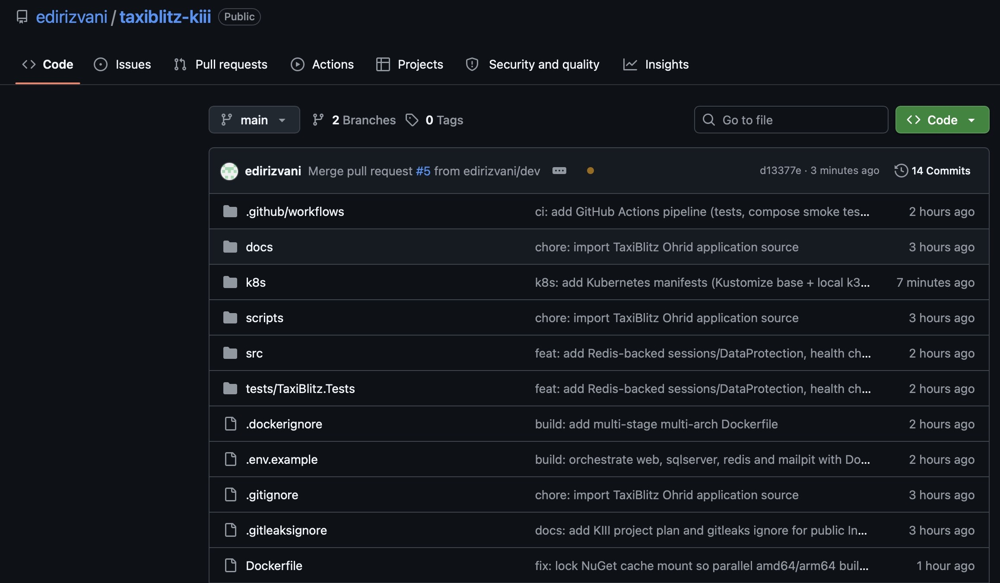 edirizvani / taxiblitz-kiii Public
Code Issues Pull requests Actions Projects Security and quality Insights
main 2 Branches 0 Tags Go to file Code
edirizvani Merge pull request #5 from edirizvani/dev d13377e · 3 minutes ago 14 Commits
.github/workflows ci: add GitHub Actions pipeline (tests, compose smoke tes... 2 hours ago
docs chore: import TaxiBlitz Ohrid application source 3 hours ago
k8s k8s: add Kubernetes manifests (Kustomize base + local k3... 7 minutes ago
scripts chore: import TaxiBlitz Ohrid application source 3 hours ago
src feat: add Redis-backed sessions/DataProtection, health ch... 2 hours ago
tests/TaxiBlitz.Tests feat: add Redis-backed sessions/DataProtection, health ch... 2 hours ago
.dockerignore build: add multi-stage multi-arch Dockerfile 2 hours ago
.env.example build: orchestrate web, sqlserver, redis and mailpit with Do... 2 hours ago
.gitignore chore: import TaxiBlitz Ohrid application source 3 hours ago
.gitleaksignore docs: add KIII project plan and gitleaks ignore for public In... 3 hours ago
Dockerfile fix: lock NuGet cache mount so parallel amd64/arm64 buil... 1 hour ago